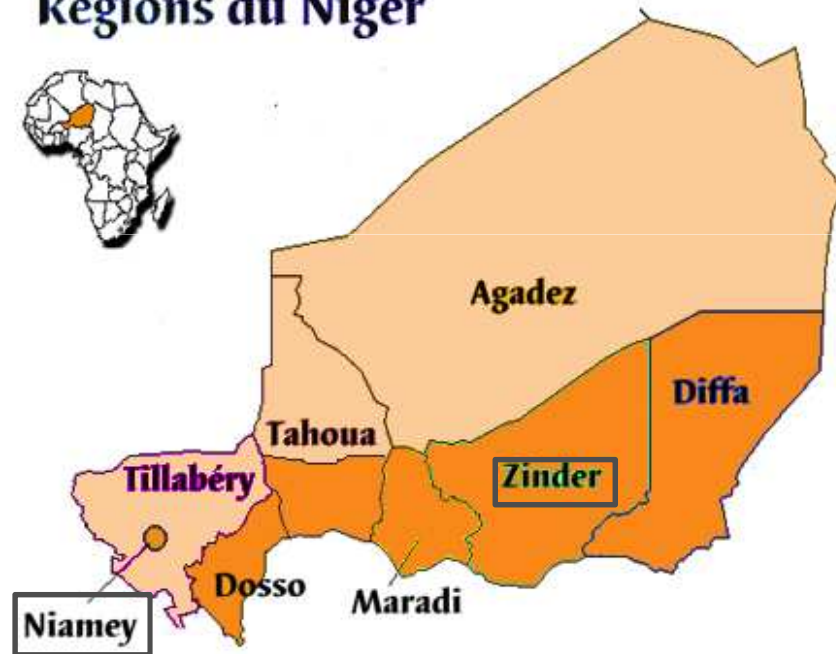 Régions du Niger
Agadez
Diffa
Tahoua
Zinder
Tillabéry
Dosso
Maradi
Niamey